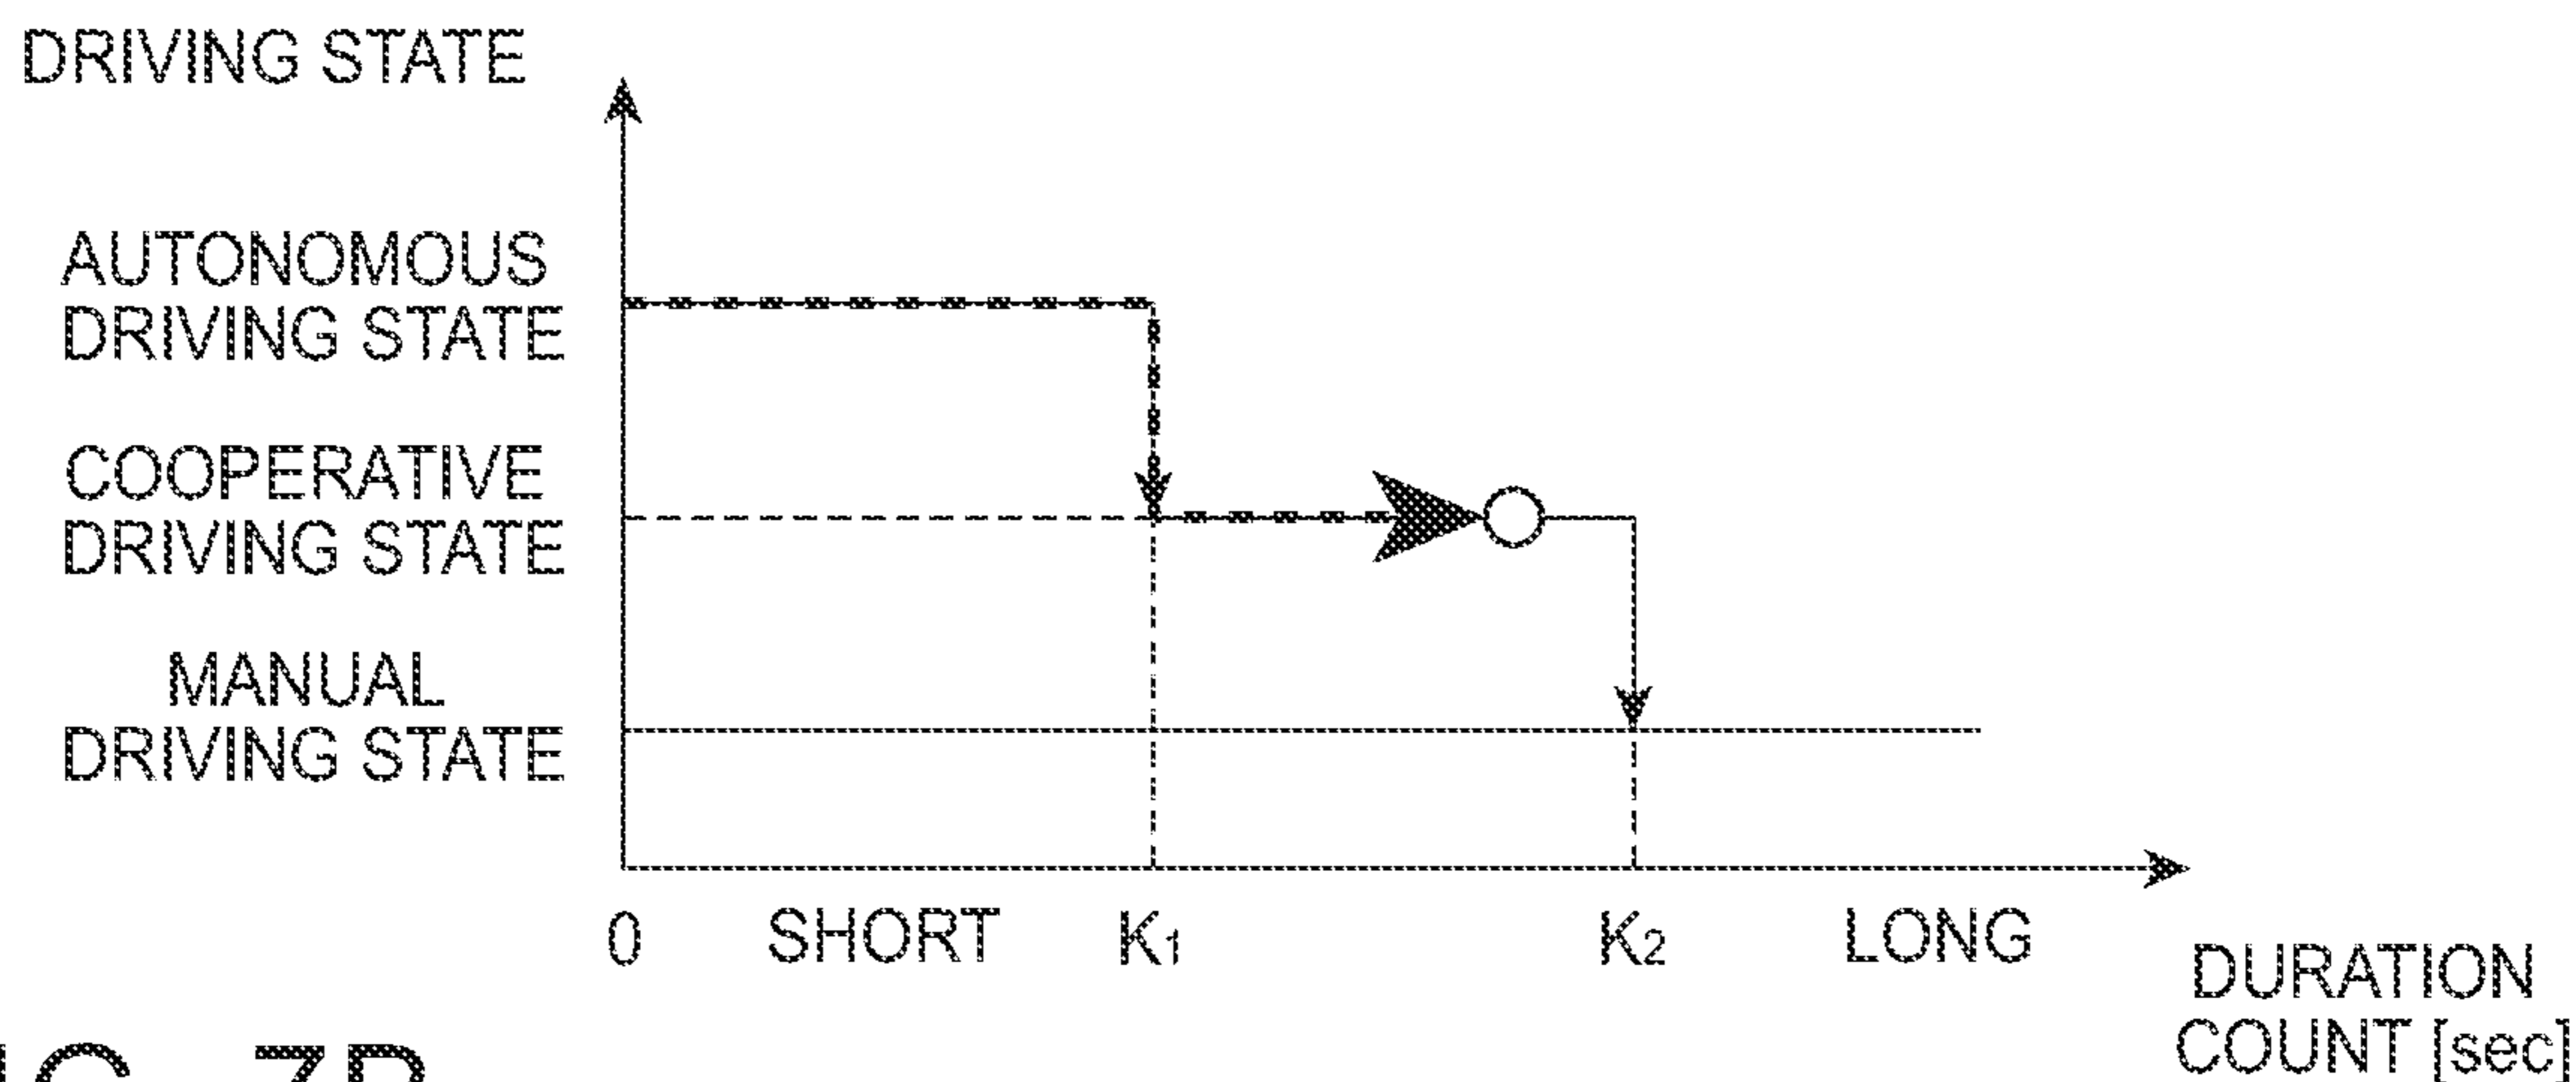 DRIVING STATE
AUTONOMOUS
DRIVING STATE
COOPERATIVE
DRIVING STATE
MANUAL
DRIVING STATE
0 SHORT K1 K2 LONG
DURATION
COUNT [sec]